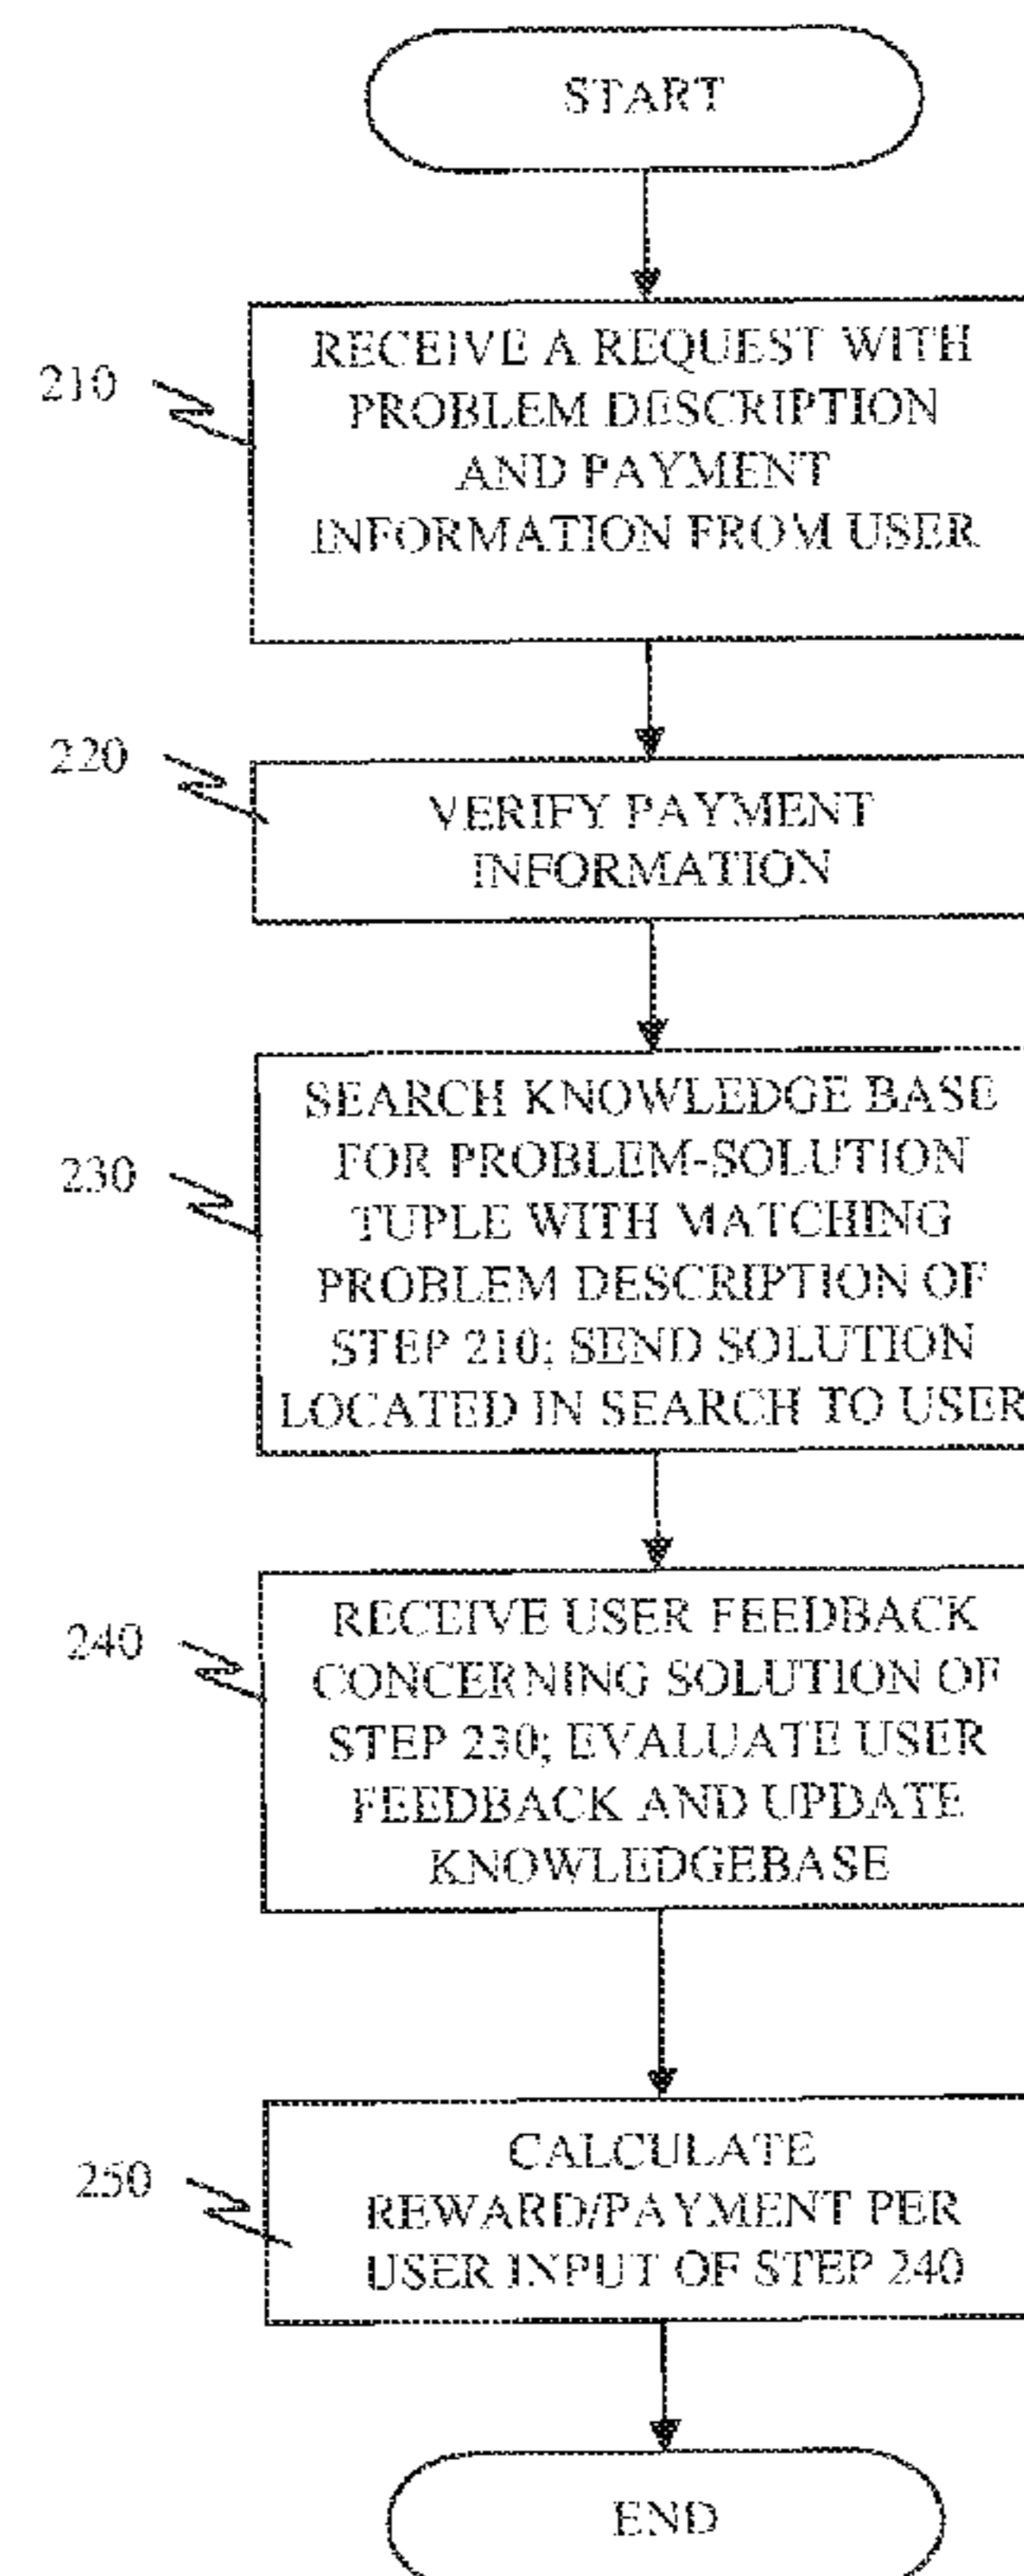 START
210
RECEIVE A REQUEST WITH
PROBLEM DESCRIPTION
AND PAYMENT
INFORMATION FROM USER
220
VERIFY PAYMENT
INFORMATION
230
SEARCH KNOWLEDGE BASE
FOR PROBLEM-SOLUTION
TUPLE WITH MATCHING
PROBLEM DESCRIPTION OF
STEP 210; SEND SOLUTION
LOCATED IN SEARCH TO USER
240
RECEIVE USER FEEDBACK
CONCERNING SOLUTION OF
STEP 230; EVALUATE USER
FEEDBACK AND UPDATE
KNOWLEDGEBASE
250
CALCULATE
REWARD/PAYMENT PER
USER INPUT OF STEP 240
END